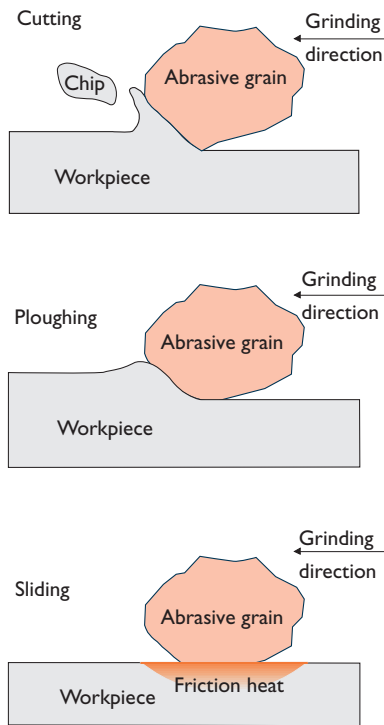 Cutting
Grinding
direction
Chip
Abrasive grain
Workpiece
Grinding
direction
Ploughing
Abrasive grain
Workpiece
Grinding
direction
Sliding
Abrasive grain
Friction heat
Workpiece